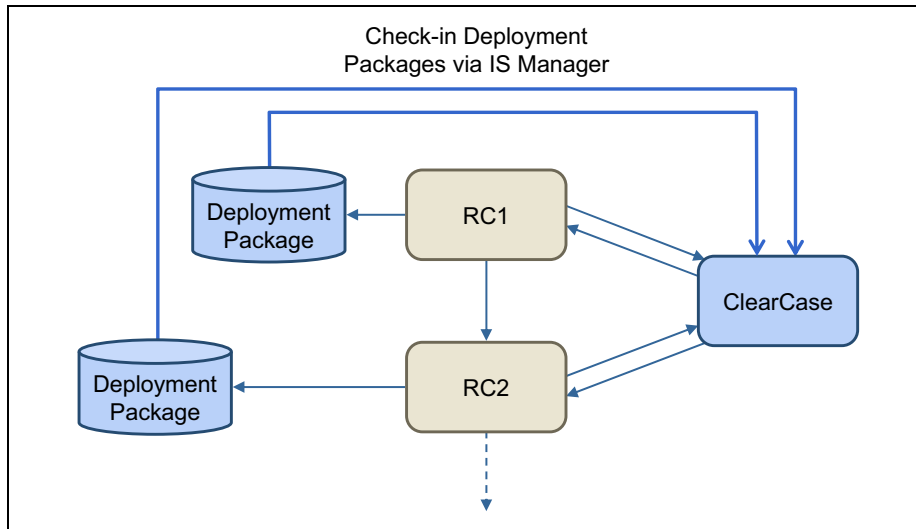 Check-in Deployment
Packages via IS Manager
Deployment
Package
RC1
ClearCase
Deployment
Package
RC2